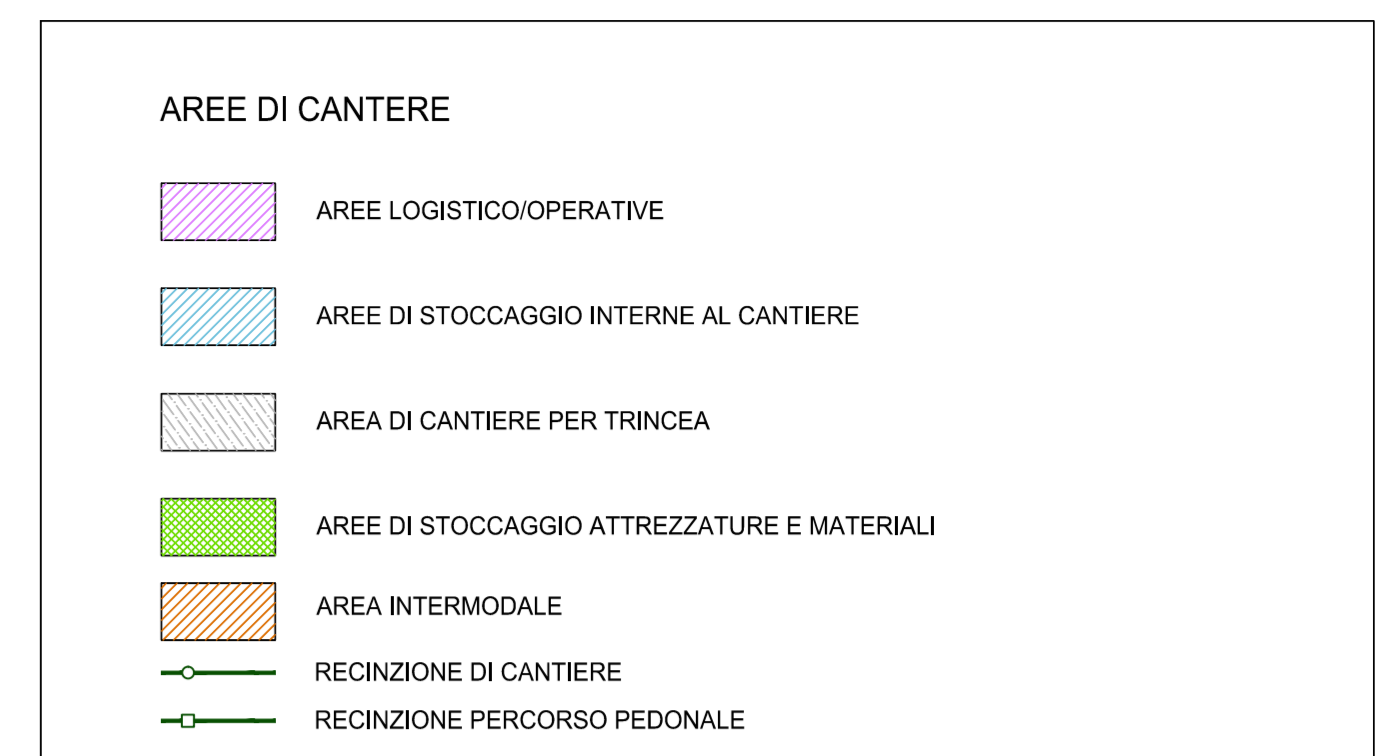 AREE DI CANTERE
AREE LOGISTICO/OPERATIVE
AREE DI STOCCAGGIO INTERNE AL CANTIERE
AREA DI CANTIERE PER TRINCEA
AREE DI STOCCAGGIO ATTREZZATURE E MATERIALI
AREA INTERMODALE
RECINZIONE DI CANTIERE
RECINZIONE PERCORSO PEDONALE